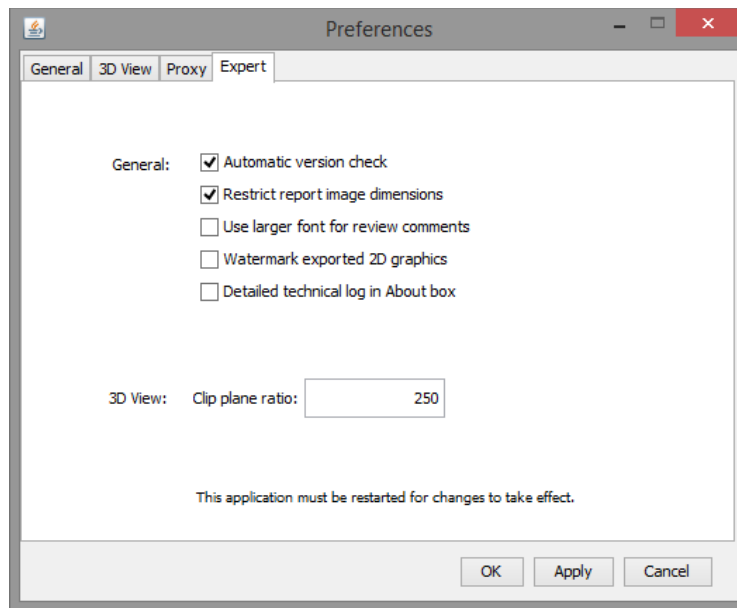 Preferences
General 3D View Proxy Expert
General: Automatic version check
Restrict report image dimensions
Use larger font for review comments
Watermark exported 2D graphics
Detailed technical log in About box
3D View: Clip plane ratio: 250
This application must be restarted for changes to take effect.
OK Apply Cancel